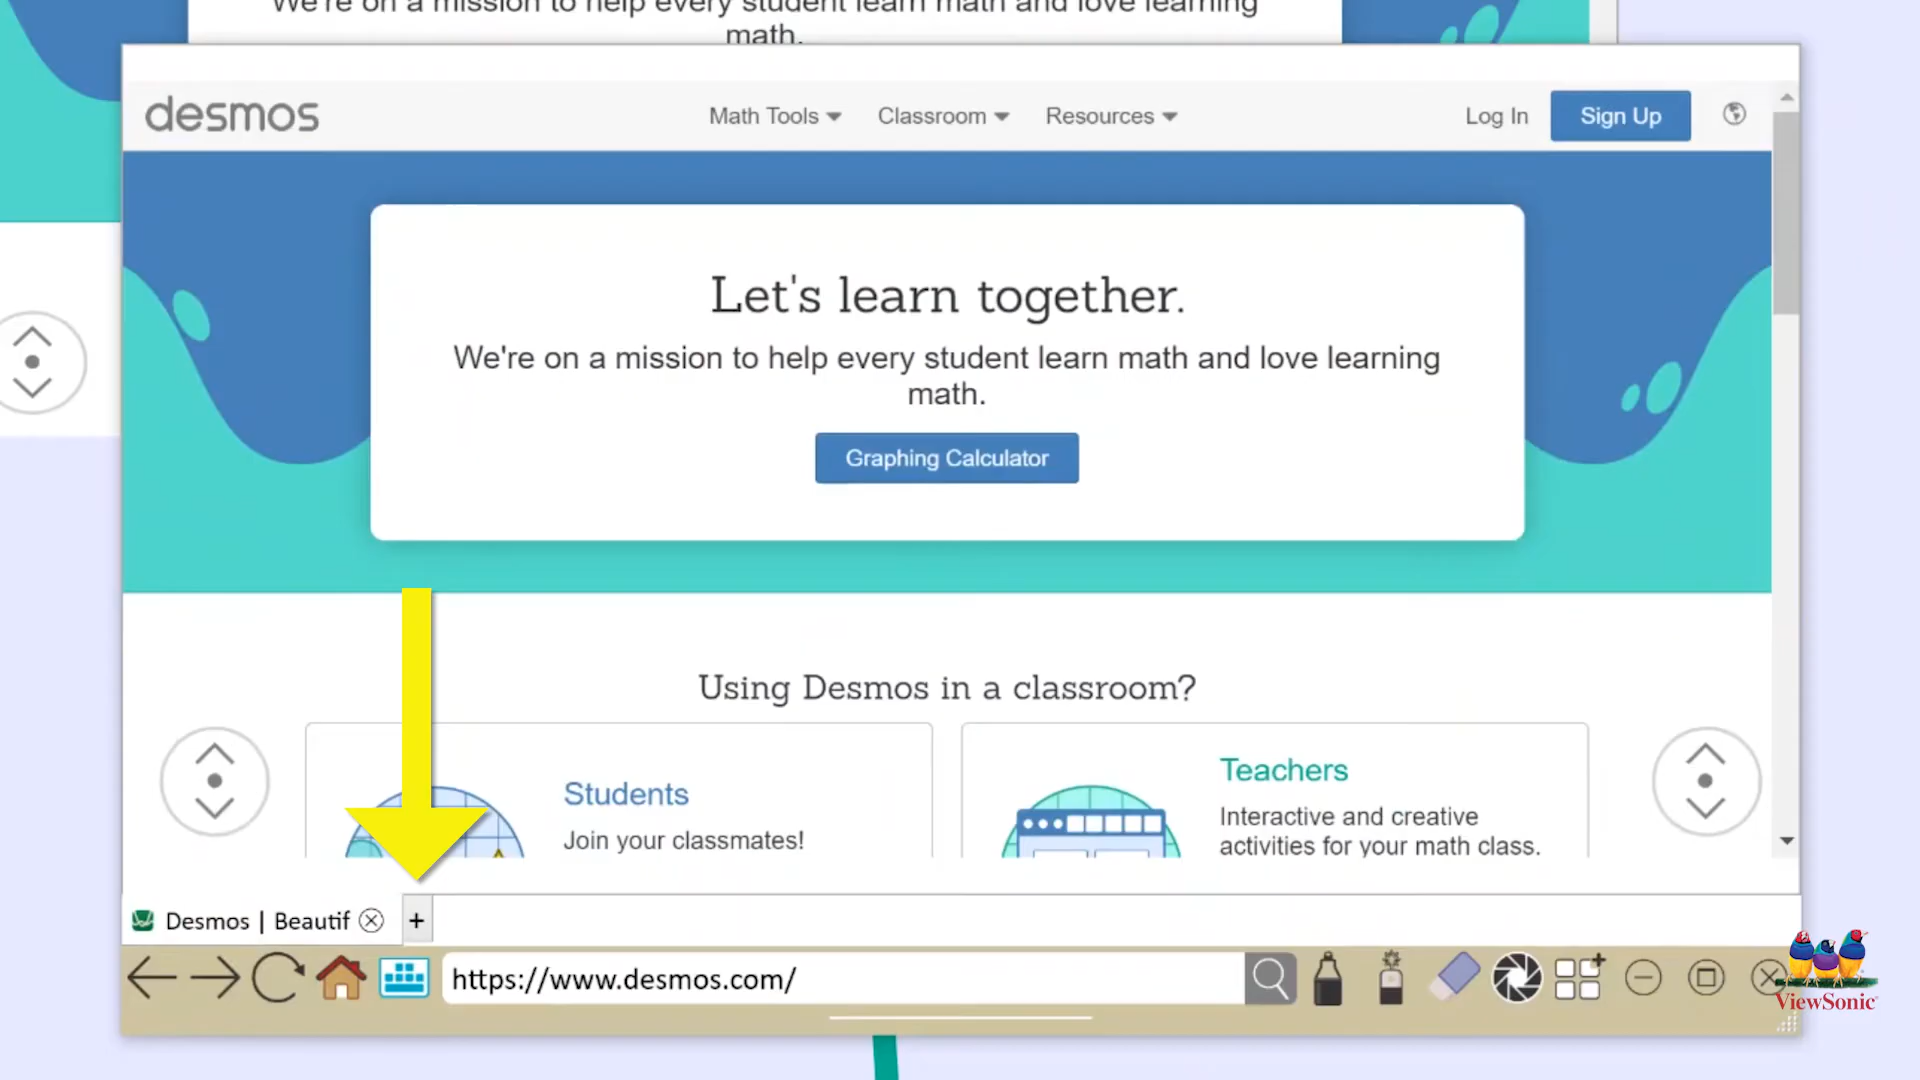 We're on a mission to help every student learn math and love learning
math.
desmos
Math Tools
Classroom
Resources
Log In
Sign Up
Let's learn together.
We're on a mission to help every student learn math and love learning
math.
Graphing Calculator
Using Desmos in a classroom?
Students
Join your classmates!
Teachers
Interactive and creative
activities for your math class.
Desmos | Beautif
+
https://www.desmos.com/
ViewSonic